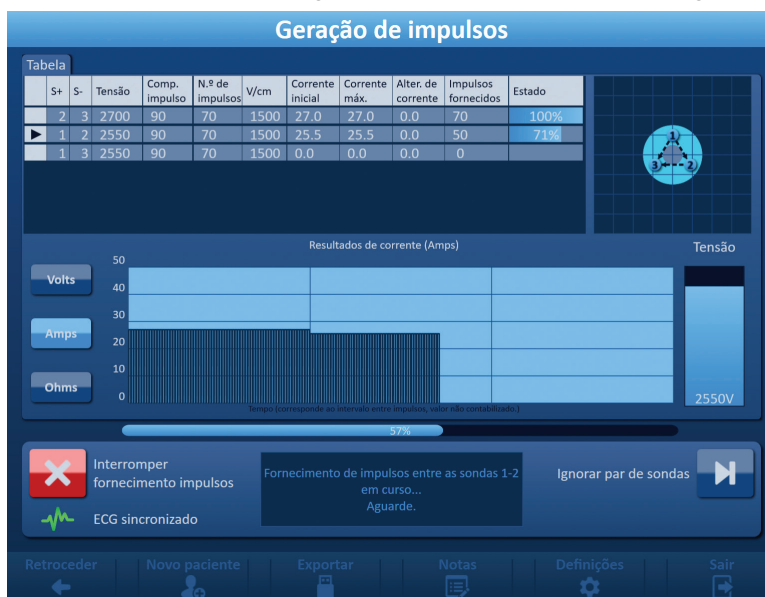 Geração de impulsos
Tabela
S+ S- Tensão Comp. impulso N.º de impulsos V/cm Corrente inicial Corrente máx. Alter. de corrente Impulsos fornecidos Estado
2 3 2700 90 70 1500 27.0 27.0 0.0 70 100%
1 2 2550 90 70 1500 25.5 25.5 0.0 50 71%
1 3 2550 90 70 1500 0.0 0.0 0.0 0
1
3 2
Resultados de corrente (Amps)
Tensão
Volts
Amps
Ohms
50
40
30
20
10
0
2550V
Tempo (corresponde ao intervalo entre impulsos, valor não contabilizado.)
57%
Interromper
fornecimento impulsos
ECG sincronizado
Fornecimento de impulsos entre as sondas 1-2
em curso...
Aguarde.
Ignorar par de sondas
Retroceder Novo paciente Exportar Notas Definições Sair